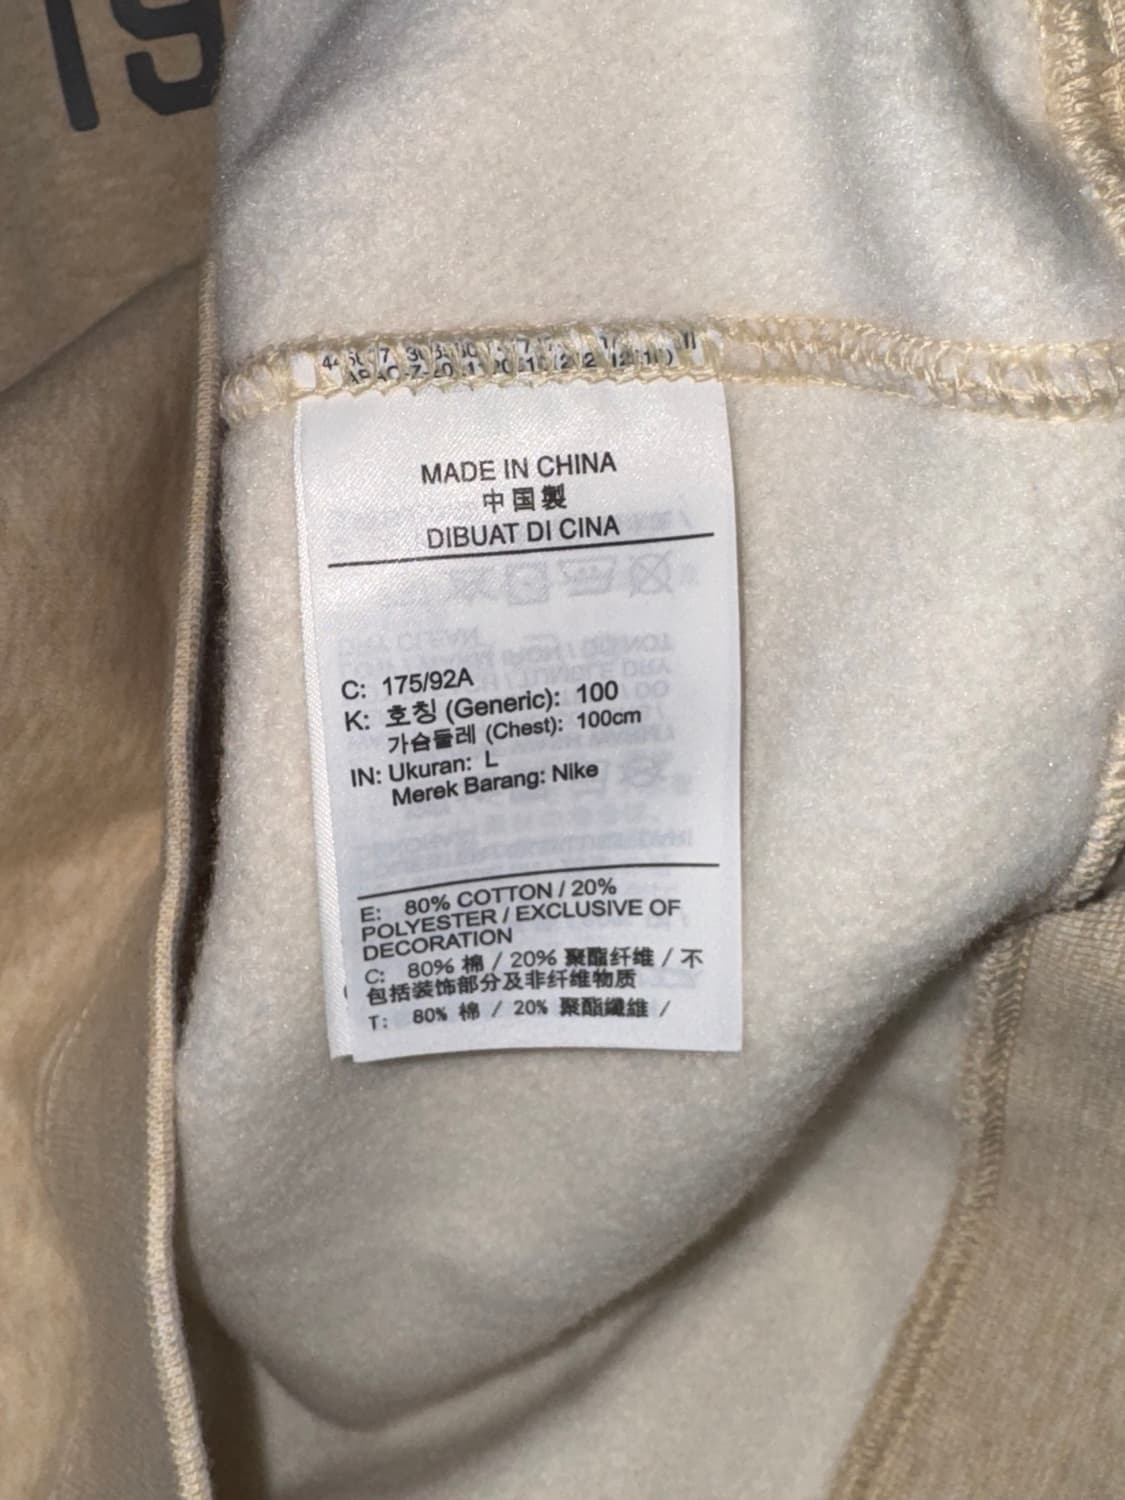 19
MADE IN CHINA
中国製
DIBUAT DI CINA
C: 175/92A
K: 호칭 (Generic): 100
가슴둘레 (Chest): 100cm
IN: Ukuran: L
Merek Barang: Nike
E: 80% COTTON / 20%
POLYESTER / EXCLUSIVE OF
DECORATION
C: 80% 棉 / 20% 聚酯纤维 / 不
包括装饰部分及非纤维物质
T: 80% 棉 / 20% 聚酯纖維 /